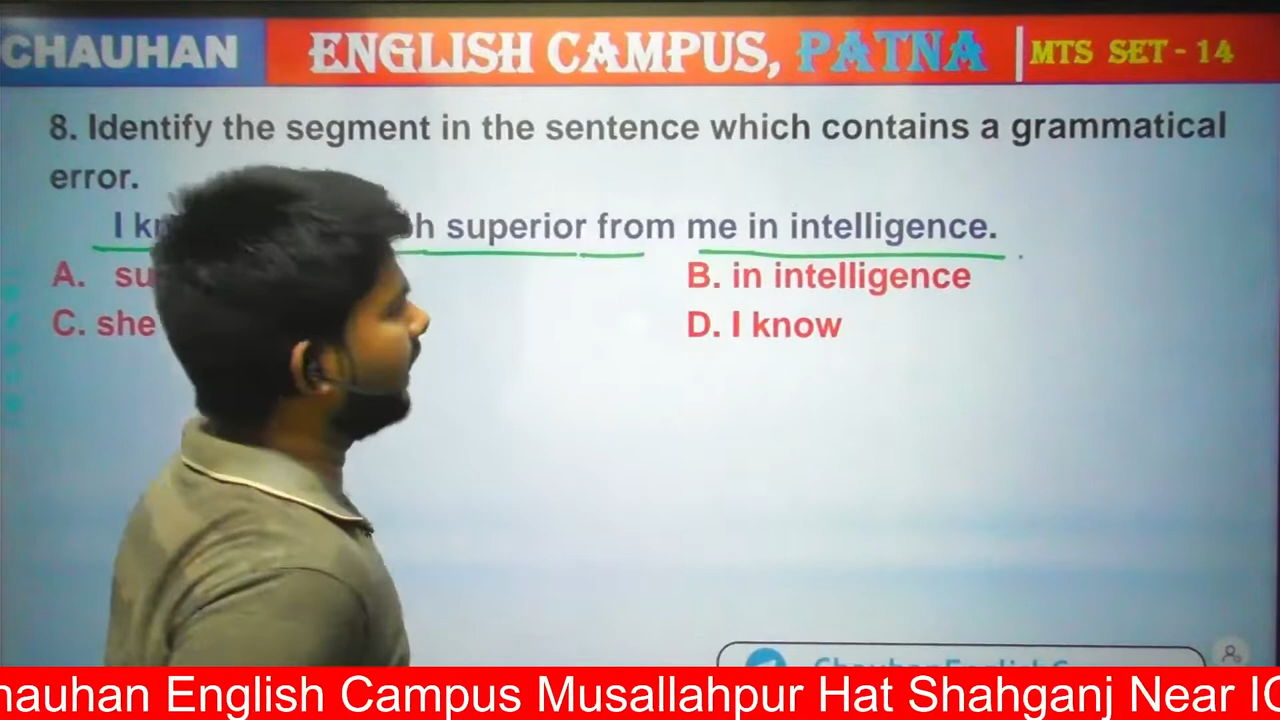 CHAUHAN ENGLISH CAMPUS, PATNA MTS SET - 14
8. Identify the segment in the sentence which contains a grammatical
error.
I superior from me in intelligence.
A. B. in intelligence
C. she D. I know
English Campus Musallahpur Hat Shahganj Near